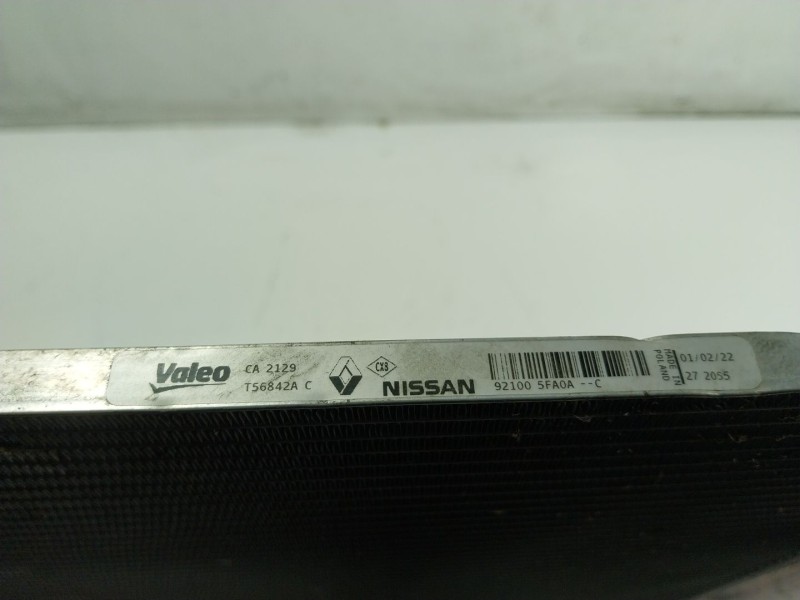 Valeo
CA 2129
T56842A C
CX8
NISSAN
92100 5FA0A --C
MADE IN
POLAND
01/02/22
27 2055